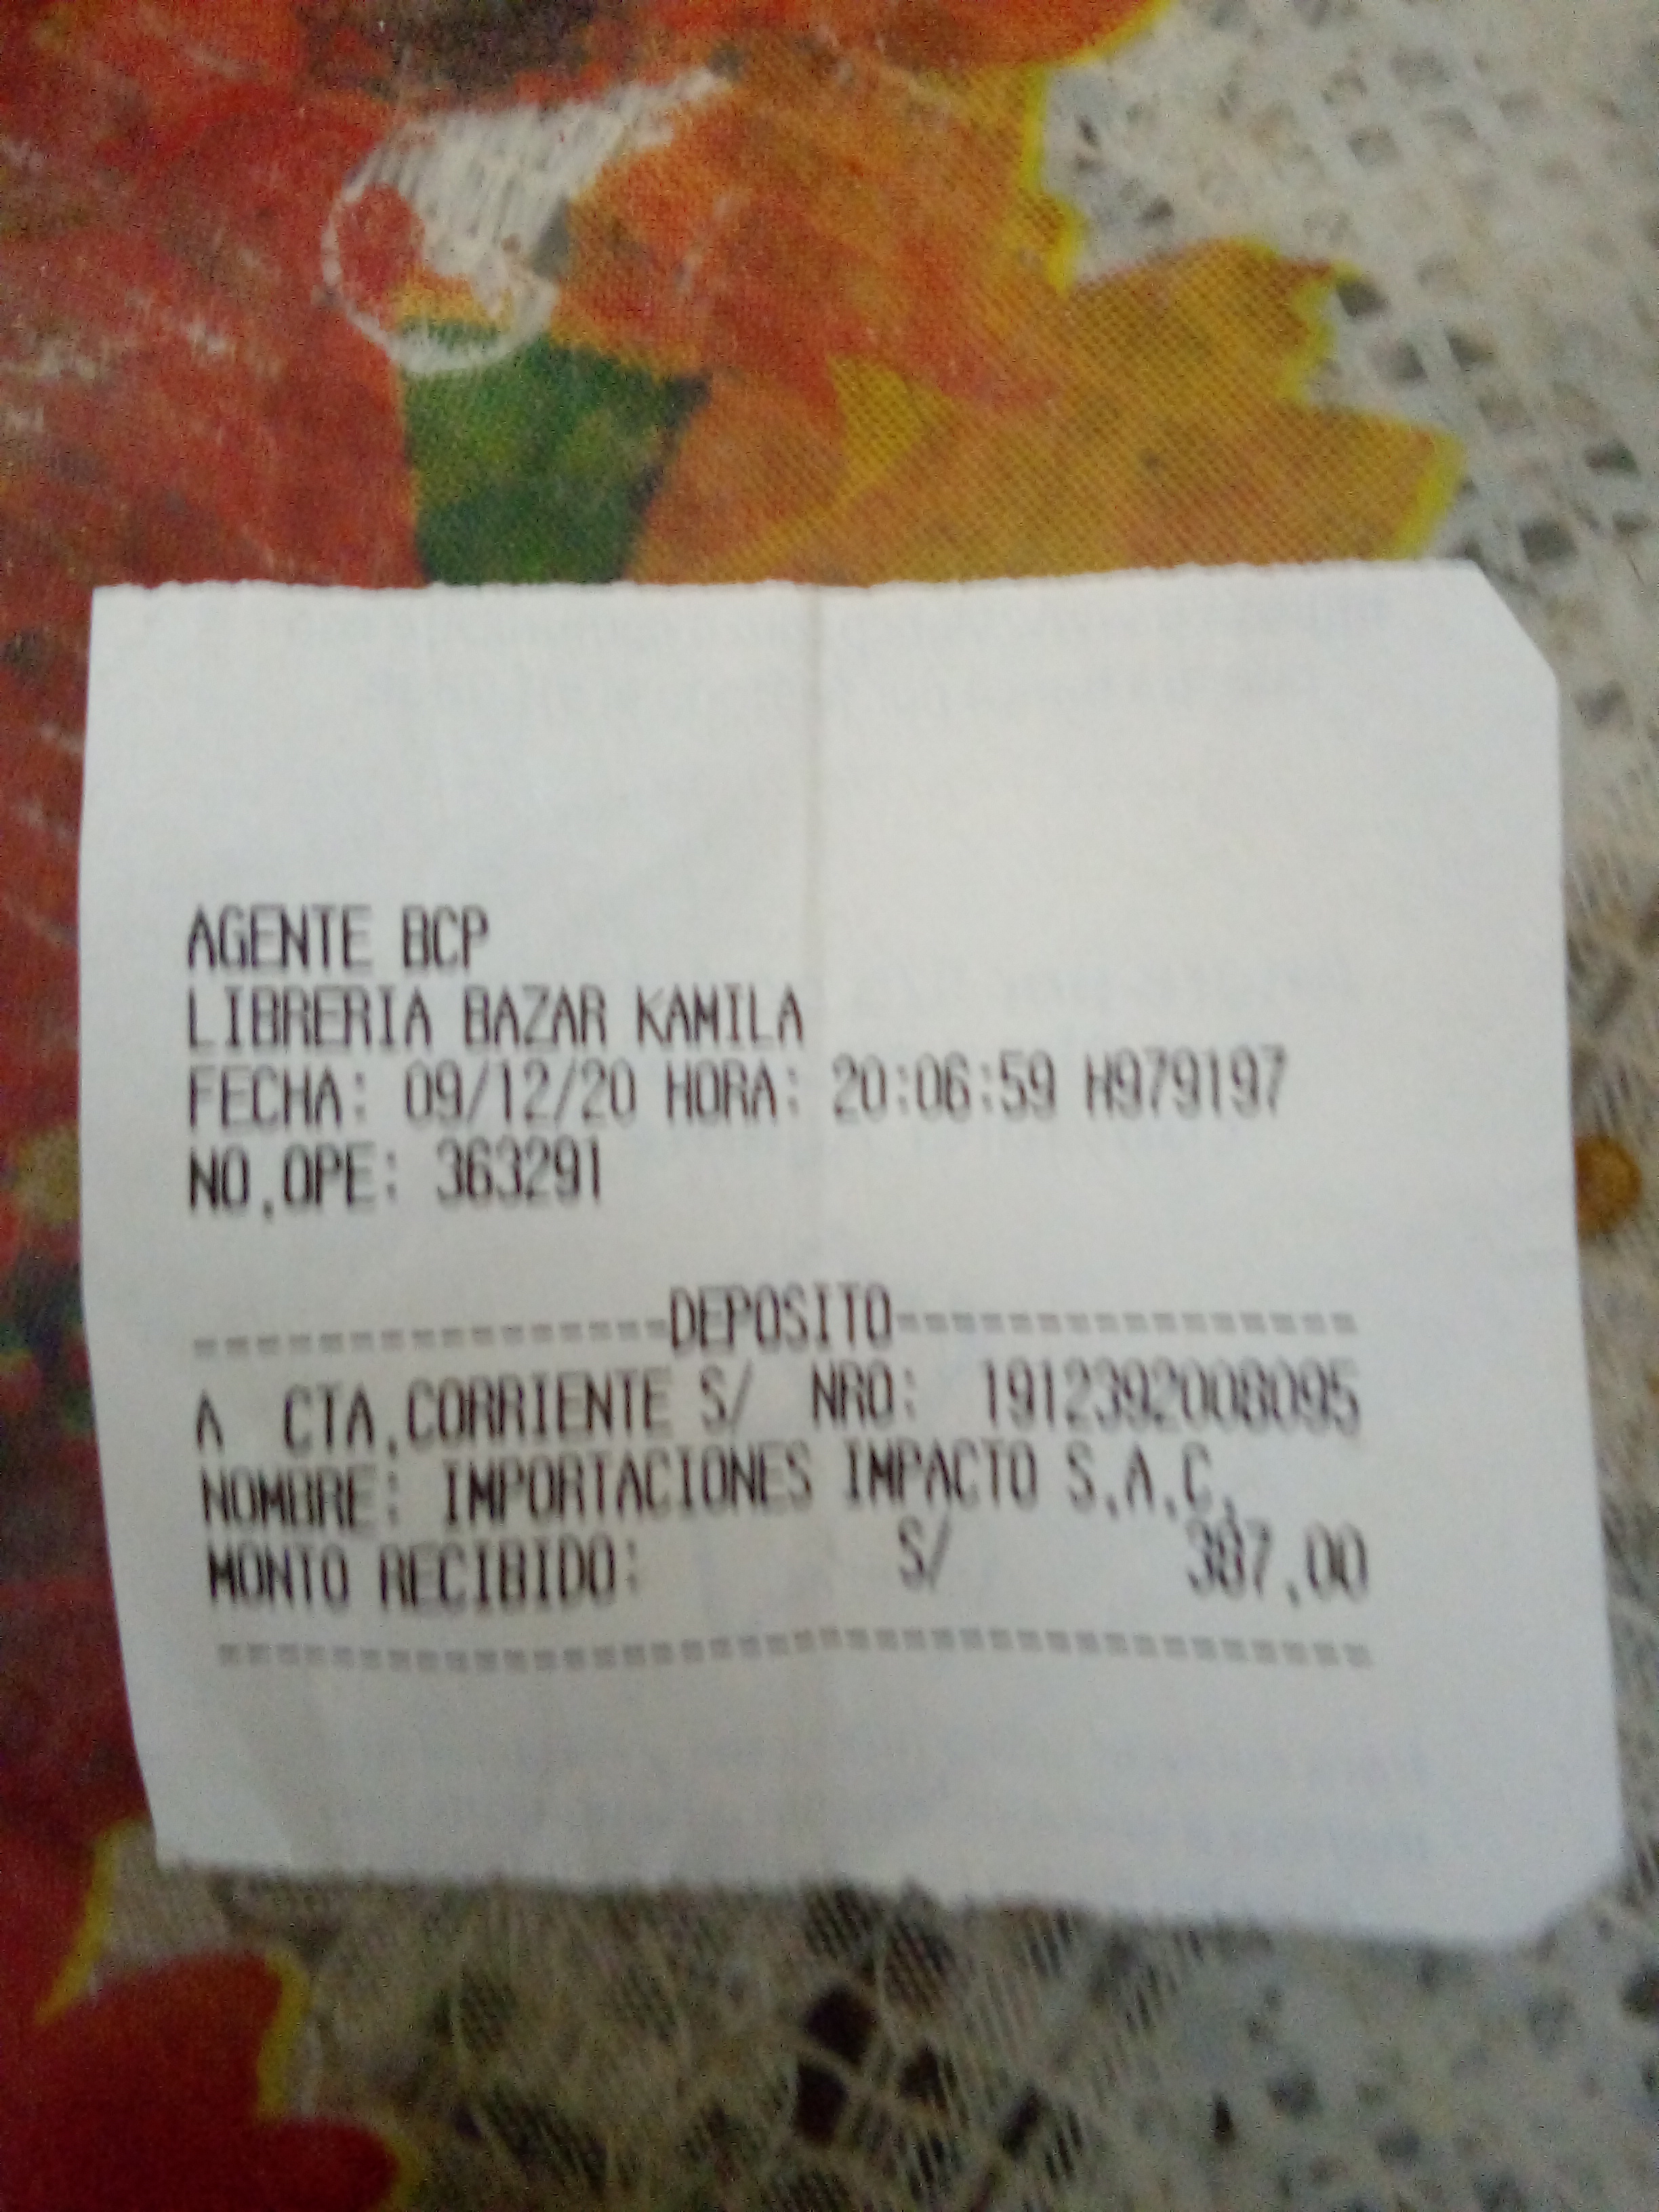 AGENTE BCP
LIBRERIA BAZAR KAMILA
FECHA: 09/12/20 HORA: 20:06:59 H979197
NO.OPE: 363291
-----------------DEPOSITO-----------------
A CTA.CORRIENTE S/ NRO: 1912392008095
NOMBRE: IMPORTACIONES IMPACTO S.A.C.
MONTO RECIBIDO: S/ 387.00